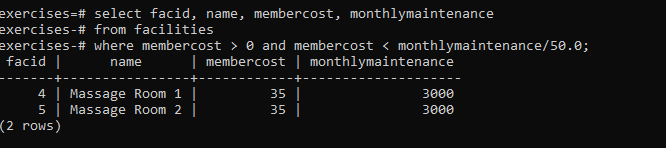 exercises=# select facid, name, membercost, monthlymaintenance
exercises-# from facilities
exercises-# where membercost > 0 and membercost < monthlymaintenance/50.0;
 facid |      name      | membercost | monthlymaintenance
-------+----------------+------------+--------------------
     4 | Massage Room 1 |         35 |               3000
     5 | Massage Room 2 |         35 |               3000
(2 rows)